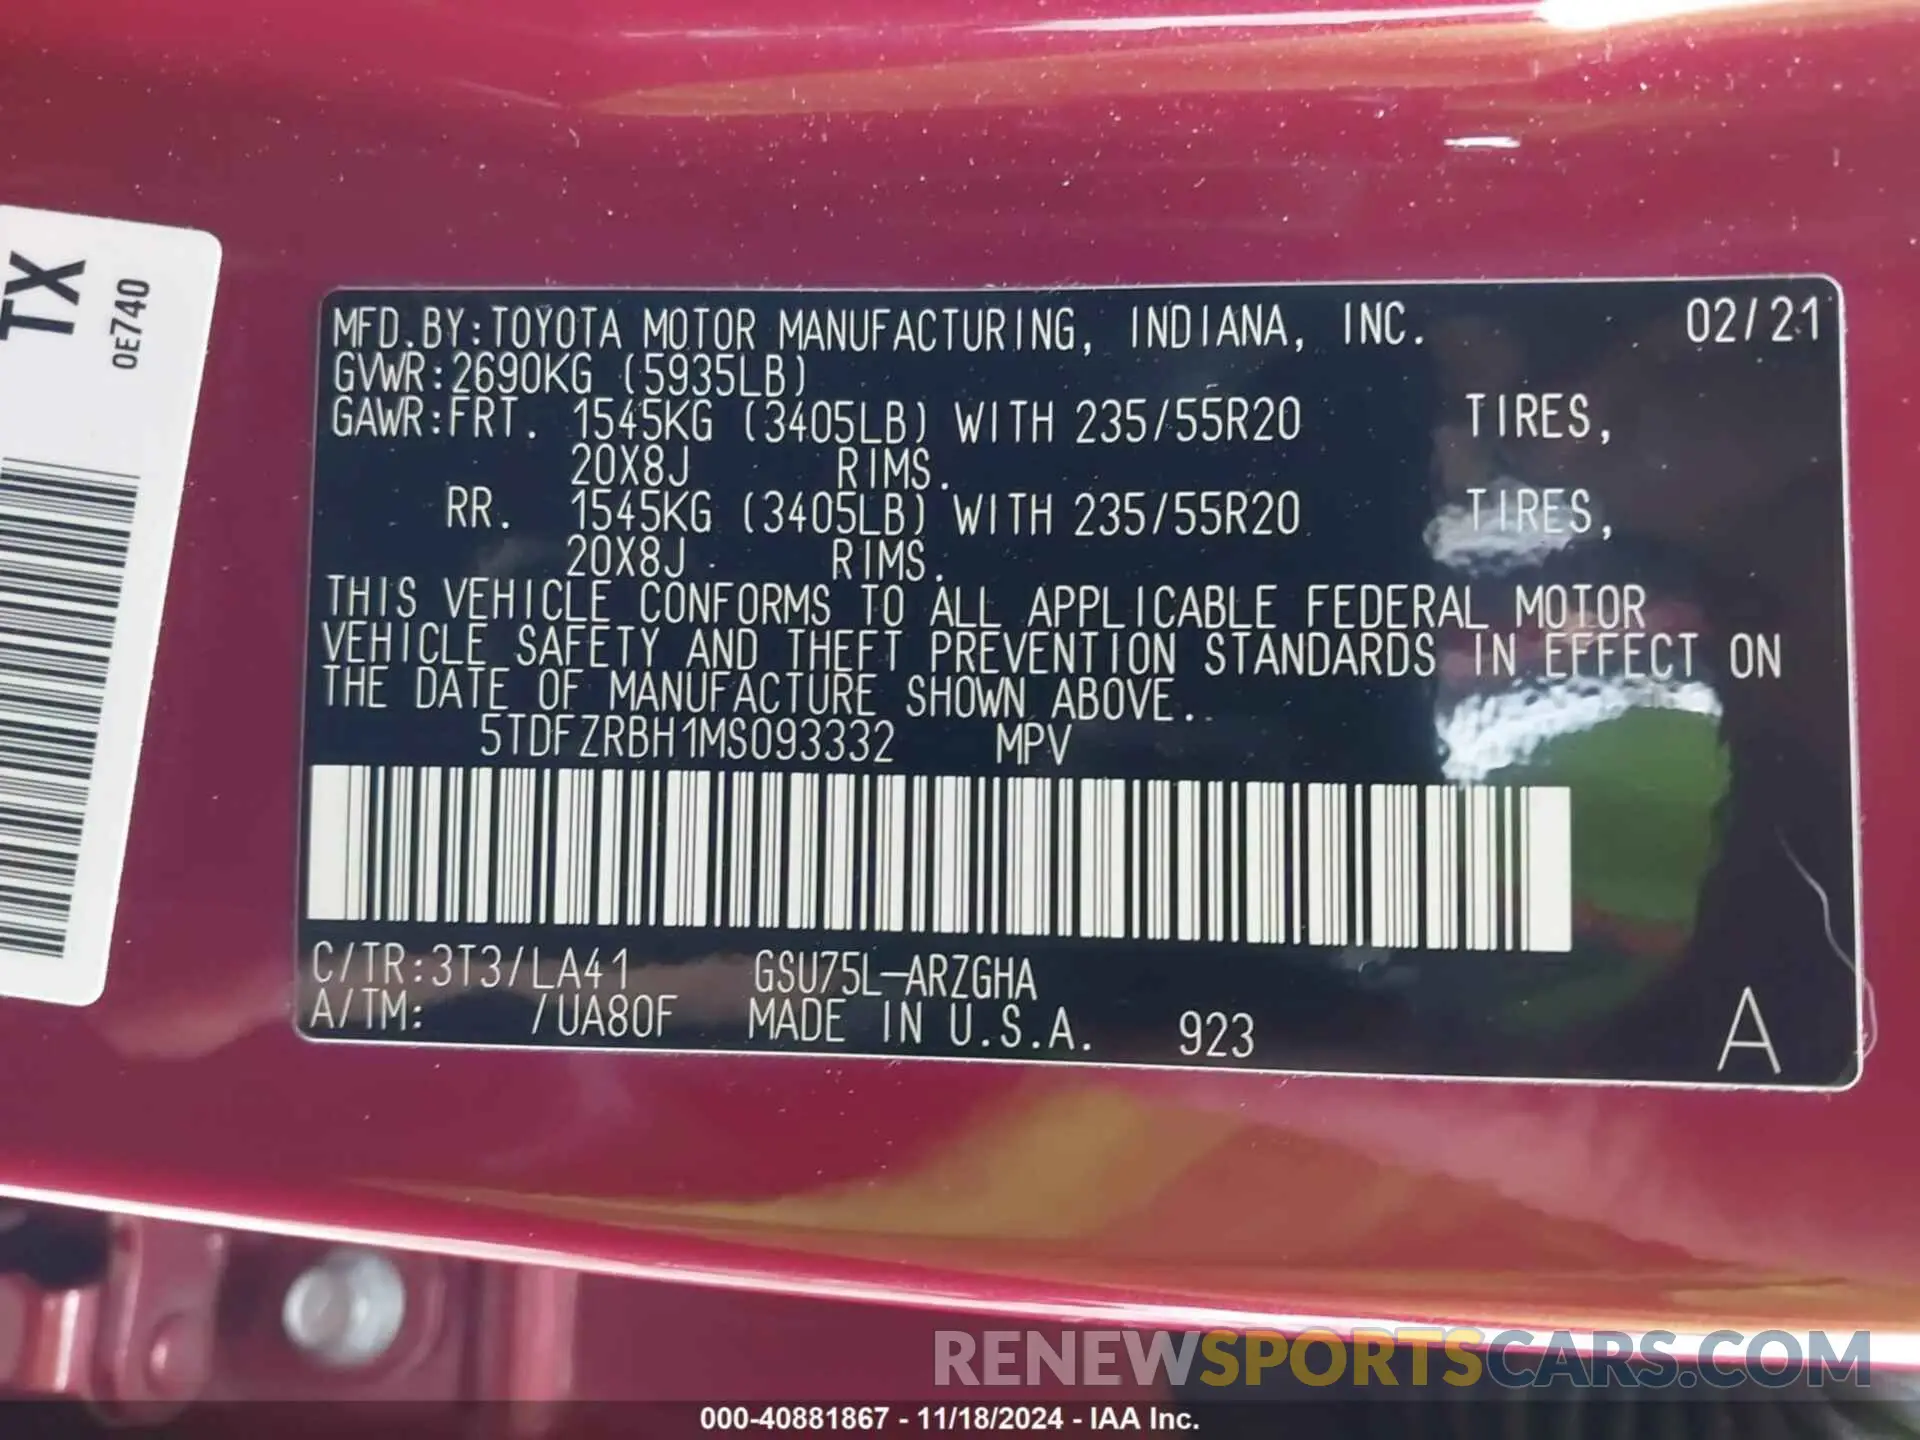 TX
0E740
MFD.BY:TOYOTA MOTOR MANUFACTURING, INDIANA, INC. 02/21
GVWR:2690KG (5935LB)
GAWR:FRT. 1545KG (3405LB) WITH 235/55R20 TIRES,
20X8J RIMS.
RR. 1545KG (3405LB) WITH 235/55R20 TIRES,
20X8J RIMS.
THIS VEHICLE CONFORMS TO ALL APPLICABLE FEDERAL MOTOR
VEHICLE SAFETY AND THEFT PREVENTION STANDARDS IN EFFECT ON
THE DATE OF MANUFACTURE SHOWN ABOVE.
5TDFZRBH1MS093332 MPV
C/TR:3T3/LA41 GSU75L-ARZGHA
A/TM: /UA80F MADE IN U.S.A. 923 A
RENEWSPORTSCARS.COM
000-40881867 - 11/18/2024 - IAA Inc.